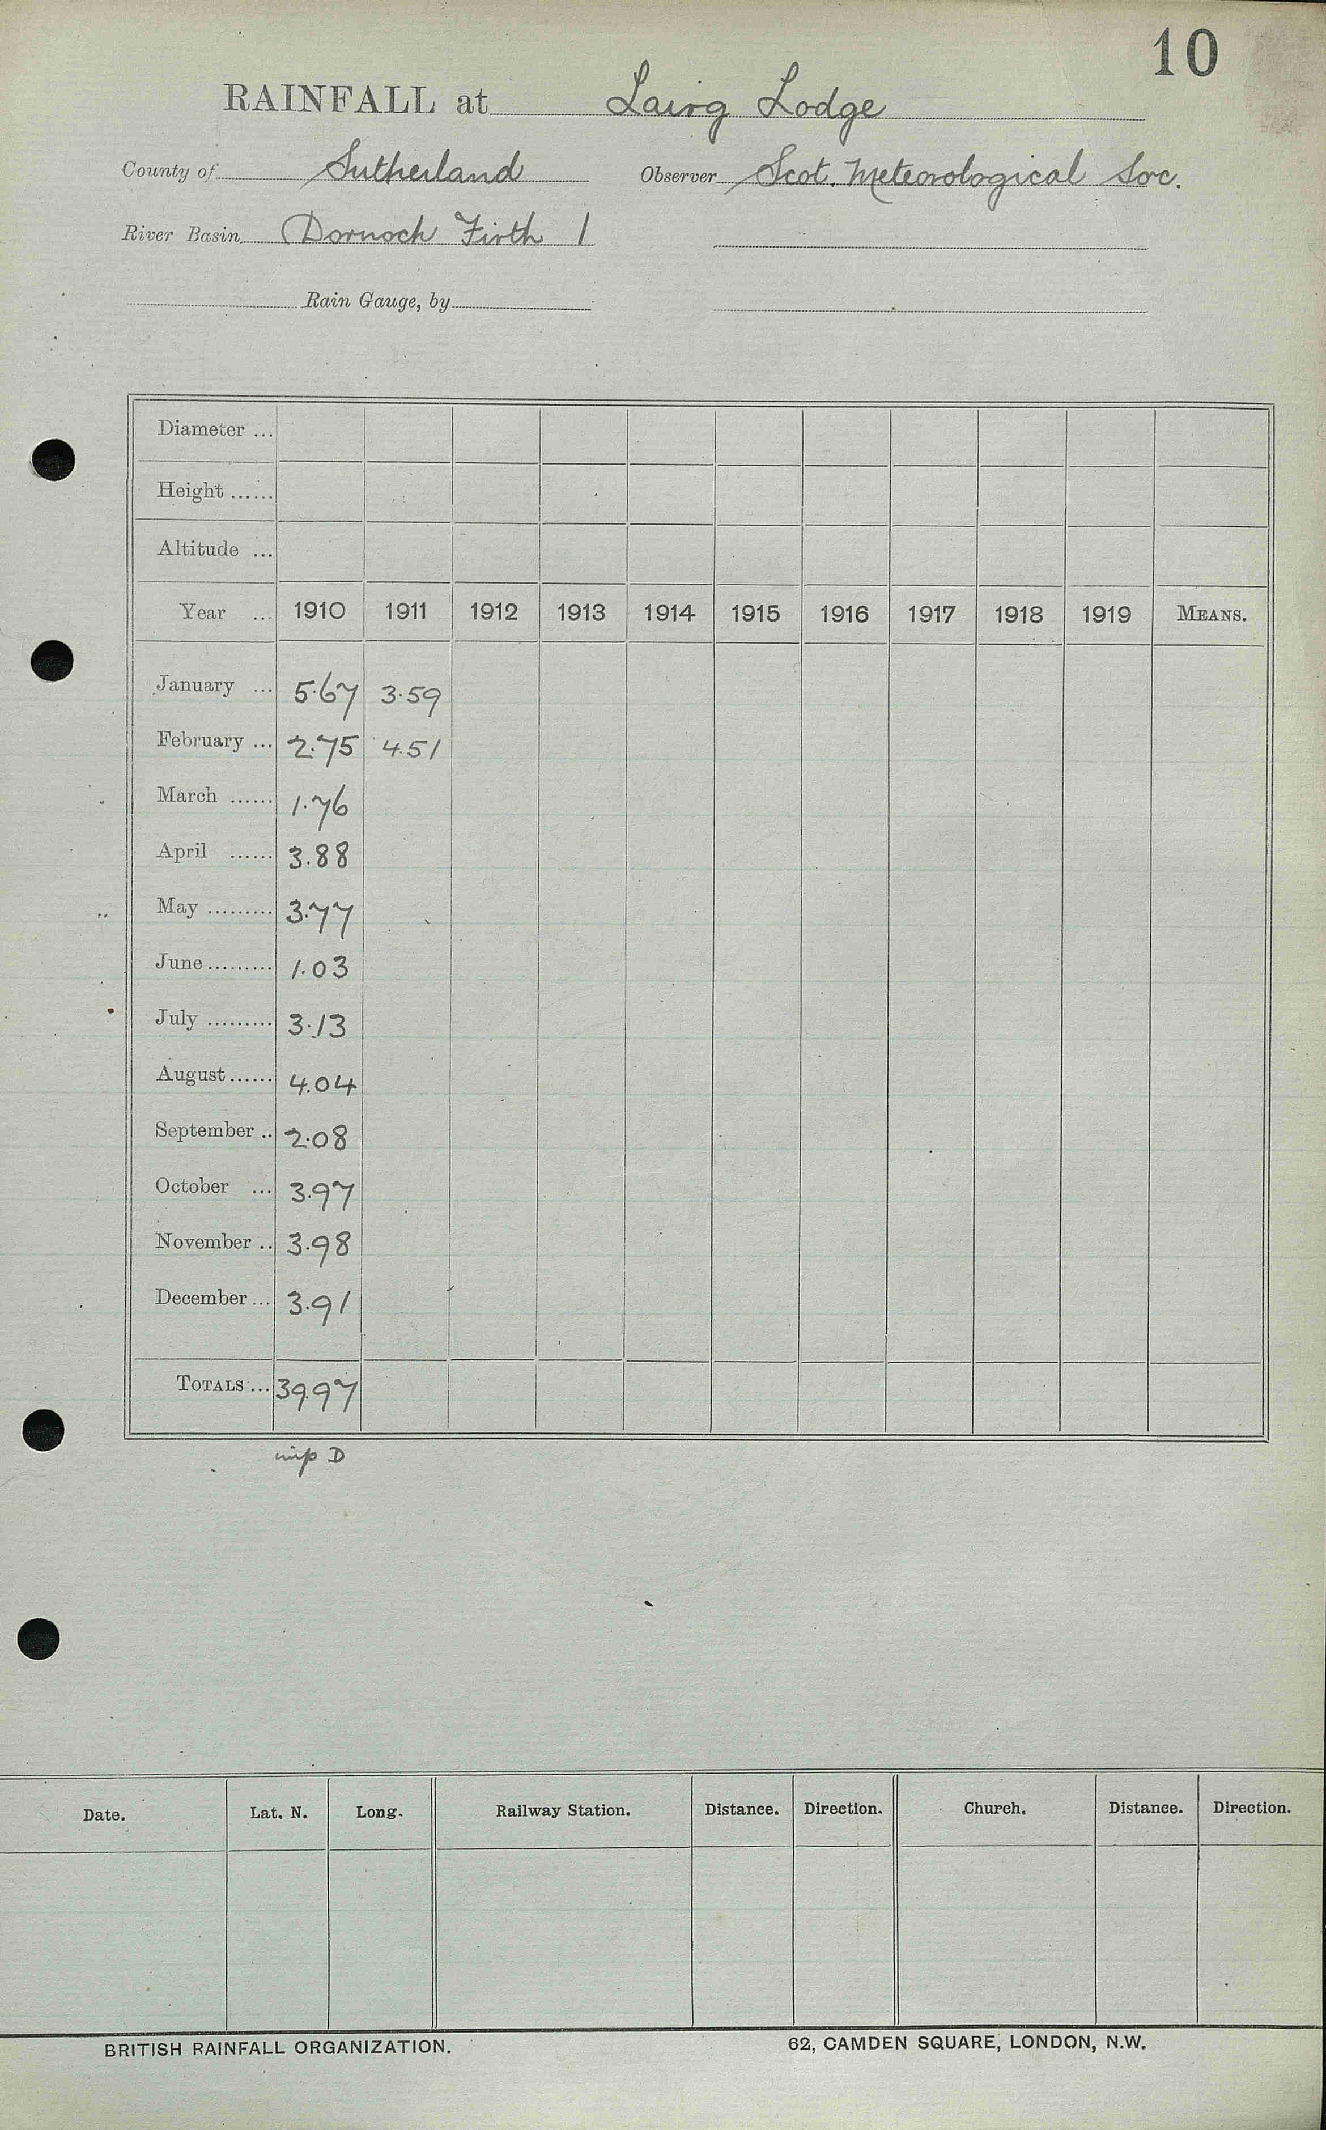 10
RAINFALL at Lairg Lodge
County of Sutherland Observer Scot. Meteorological Soc.
River Basin Dornoch Firth 1
Rain Gauge, by
Diameter ...
Height ......
Altitude ...
Year ... 1910 1911 1912 1913 1914 1915 1916 1917 1918 1919 MEANS.
January ... 5.67 3.59
February ... 2.75 4.51
March ...... 1.76
April ...... 3.88
May ......... 3.77
June ......... 1.03
July ......... 3.13
August ...... 4.04
September .. 2.08
October ... 3.97
November .. 3.98
December ... 3.91
TOTALS ... 39.97
D
Date. Lat. N. Long. Railway Station. Distance. Direction. Church. Distance. Direction.
BRITISH RAINFALL ORGANIZATION. 62, CAMDEN SQUARE, LONDON, N.W.